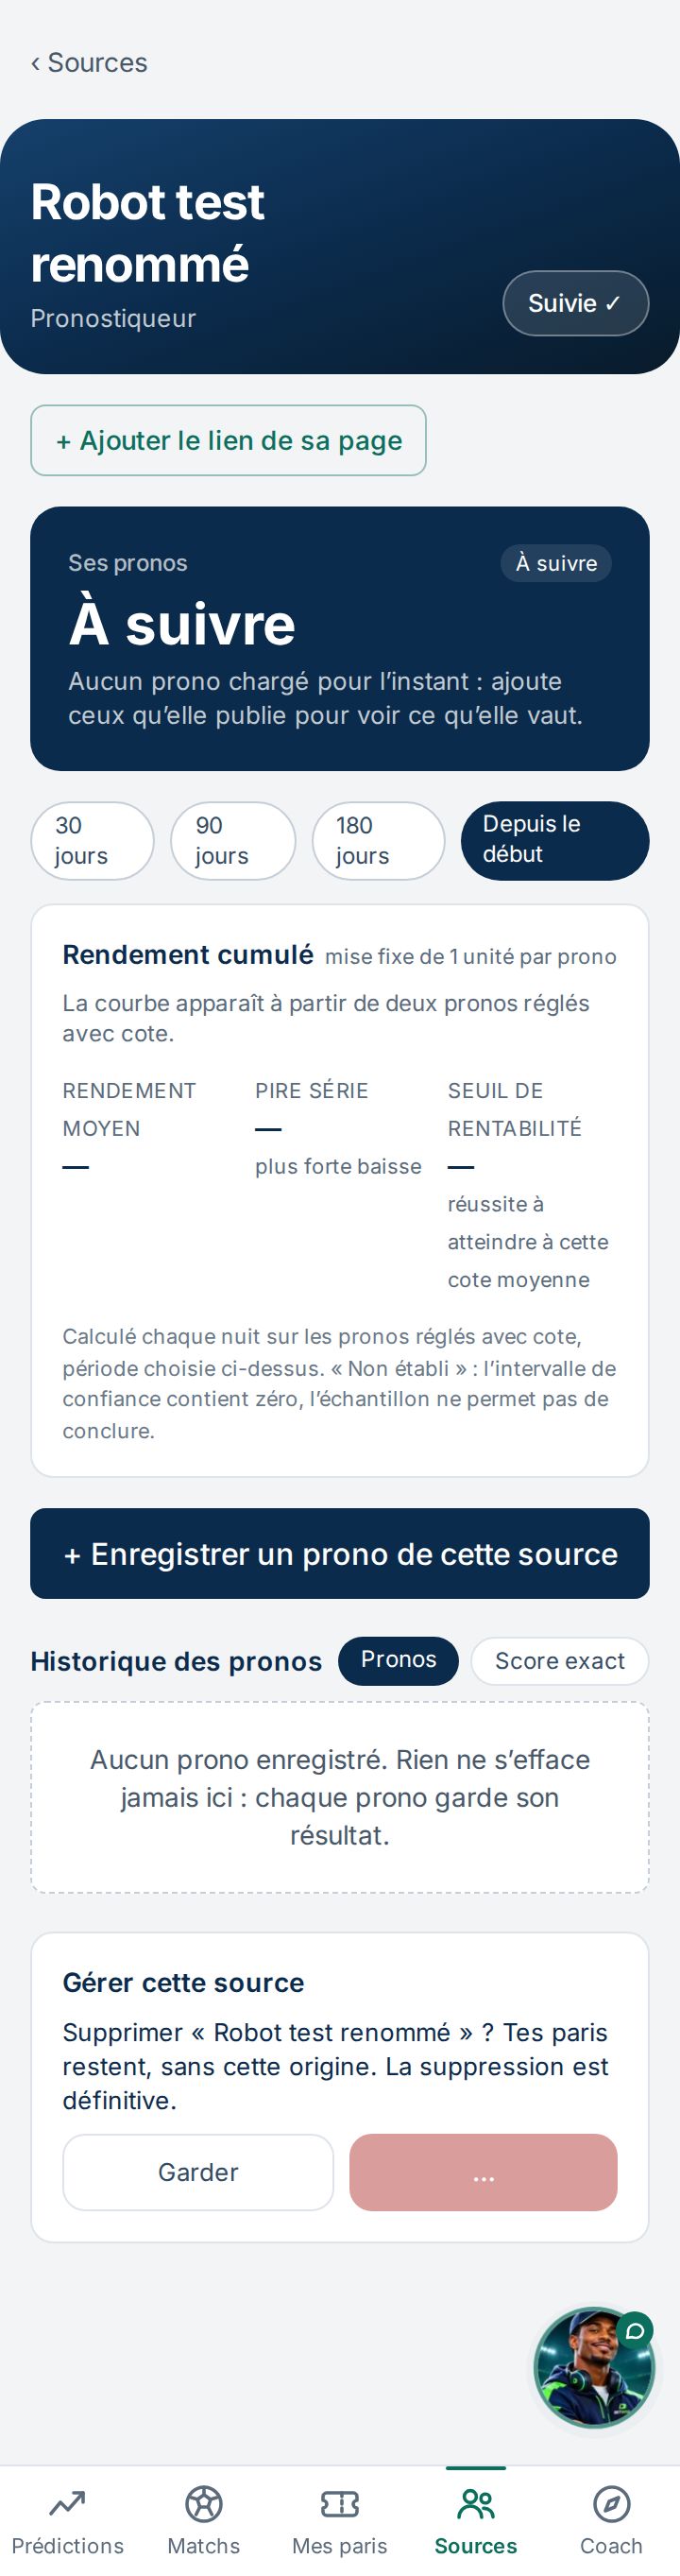 ‹ Sources
Robot test
renommé
Pronostiqueur
Suivie ✓
+ Ajouter le lien de sa page
Ses pronos
À suivre
À suivre
Aucun prono chargé pour l’instant : ajoute
ceux qu’elle publie pour voir ce qu’elle vaut.
30
jours
90
jours
180
jours
Depuis le
début
Rendement cumulé mise fixe de 1 unité par prono
La courbe apparaît à partir de deux pronos réglés
avec cote.
RENDEMENT
MOYEN
—
PIRE SÉRIE
—
plus forte baisse
SEUIL DE
RENTABILITÉ
—
réussite à
atteindre à cette
cote moyenne
Calculé chaque nuit sur les pronos réglés avec cote,
période choisie ci-dessus. « Non établi » : l’intervalle de
confiance contient zéro, l’échantillon ne permet pas de
conclure.
+ Enregistrer un prono de cette source
Historique des pronos
Pronos
Score exact
Aucun prono enregistré. Rien ne s’efface
jamais ici : chaque prono garde son
résultat.
Gérer cette source
Supprimer « Robot test renommé » ? Tes paris
restent, sans cette origine. La suppression est
définitive.
Garder
…
Prédictions
Matchs
Mes paris
Sources
Coach